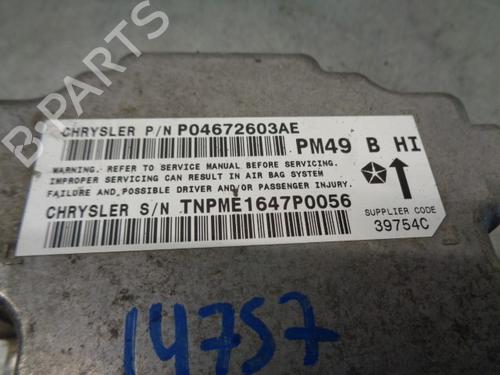 B-PARTS
CHRYSLER P/N P04672603AE
PM49 B HI
WARNING. REFER TO SERVICE MANUAL BEFORE SERVICING.
IMPROPER SERVICING CAN RESULT IN AIR BAG SYSTEM
FAILURE AND POSSIBLE DRIVER AND/OR PASSENGER INJURY.
CHRYSLER S/N TNPME1647P0056
SUPPLIER CODE
39754C
14757